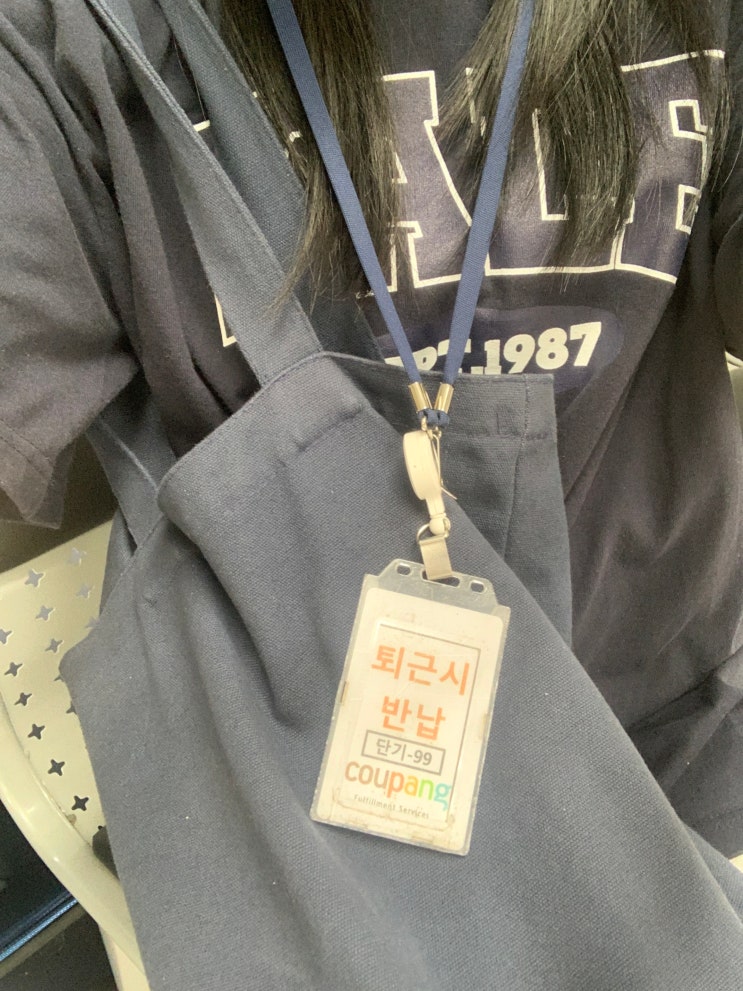 1987
퇴근시
반납
단기-99
coupang
Fulfillment Services